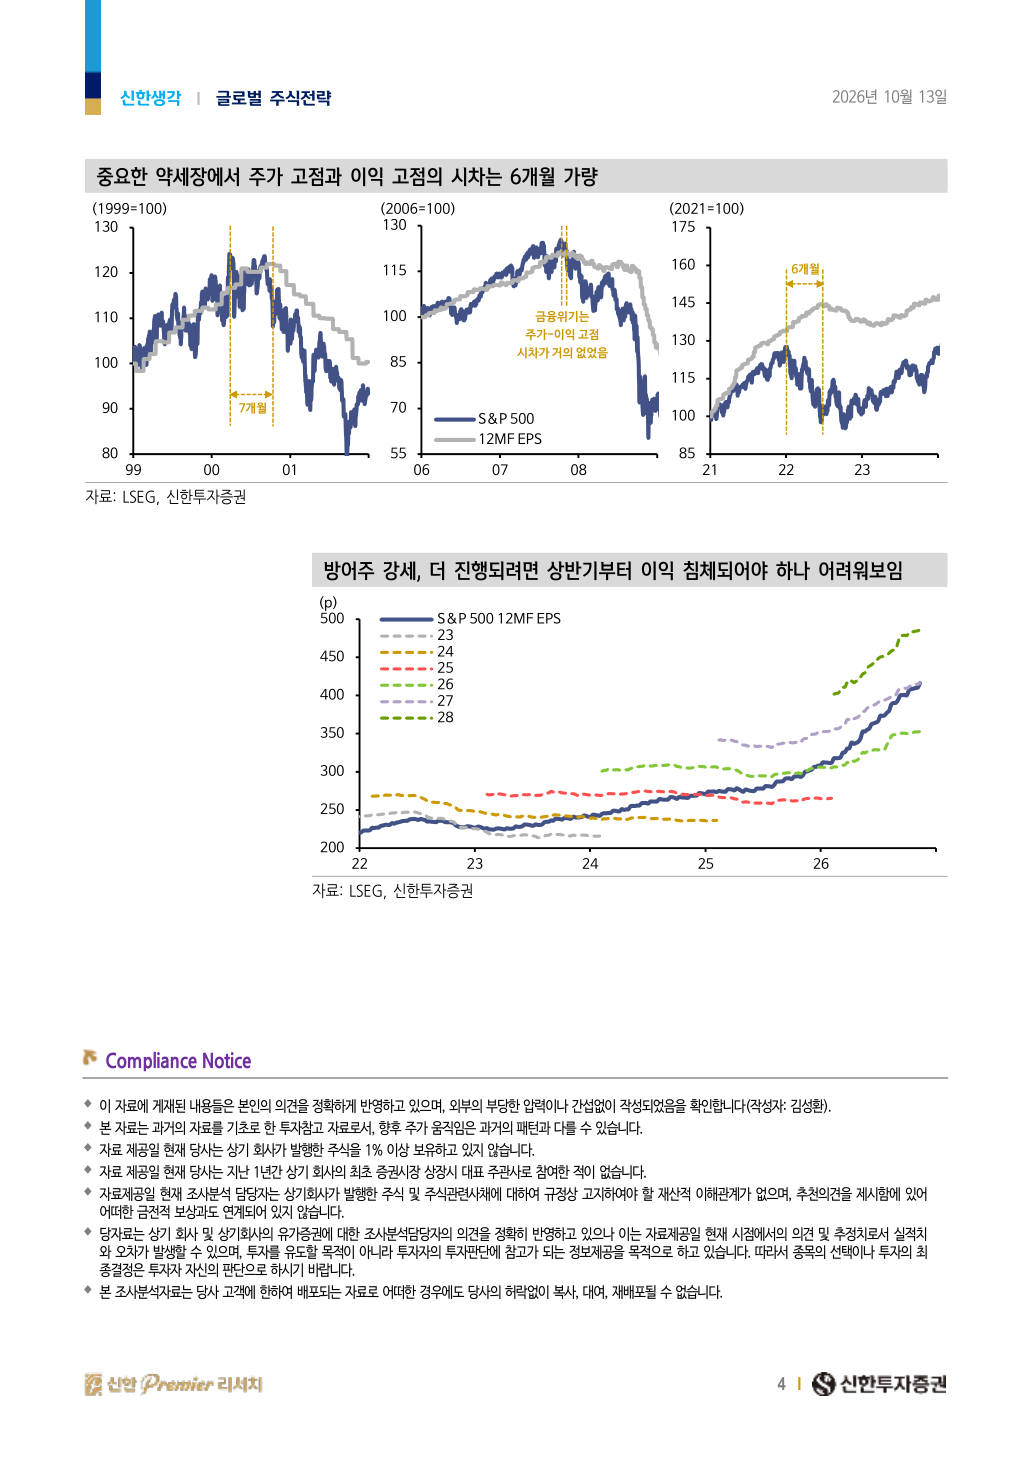 신한생각 | 글로벌 주식전략
2026년 10월 13일
중요한 약세장에서 주가 고점과 이익 고점의 시차는 6개월 가량
(1999=100)
130
120
110
100
90
80
99 00 01
7개월
(2006=100)
130
115
100
85
70
55
06 07 08
금융위기는
주가-이익 고점
시차가 거의 없었음
S&P 500
12MF EPS
(2021=100)
175
160
145
130
115
100
85
21 22 23
6개월
자료: LSEG, 신한투자증권
방어주 강세, 더 진행되려면 상반기부터 이익 침체되어야 하나 어려워보임
(p)
500
450
400
350
300
250
200
22 23 24 25 26
S&P 500 12MF EPS
23
24
25
26
27
28
자료: LSEG, 신한투자증권
Compliance Notice
◆ 이 자료에 게재된 내용들은 본인의 의견을 정확하게 반영하고 있으며, 외부의 부당한 압력이나 간섭없이 작성되었음을 확인합니다(작성자: 김성환).
◆ 본 자료는 과거의 자료를 기초로 한 투자참고 자료로서, 향후 주가 움직임은 과거의 패턴과 다를 수 있습니다.
◆ 자료 제공일 현재 당사는 상기 회사가 발행한 주식을 1% 이상 보유하고 있지 않습니다.
◆ 자료 제공일 현재 당사는 지난 1년간 상기 회사의 최초 증권시장 상장시 대표 주관사로 참여한 적이 없습니다.
◆ 자료제공일 현재 조사분석 담당자는 상기회사가 발행한 주식 및 주식관련사채에 대하여 규정상 고지하여야 할 재산적 이해관계가 없으며, 추천의견을 제시함에 있어
어떠한 금전적 보상과도 연계되어 있지 않습니다.
◆ 당자료는 상기 회사 및 상기회사의 유가증권에 대한 조사분석담당자의 의견을 정확히 반영하고 있으나 이는 자료제공일 현재 시점에서의 의견 및 추정치로서 실적치
와 오차가 발생할 수 있으며, 투자를 유도할 목적이 아니라 투자자의 투자판단에 참고가 되는 정보제공을 목적으로 하고 있습니다. 따라서 종목의 선택이나 투자의 최
종결정은 투자자 자신의 판단으로 하시기 바랍니다.
◆ 본 조사분석자료는 당사 고객에 한하여 배포되는 자료로 어떠한 경우에도 당사의 허락없이 복사, 대여, 재배포될 수 없습니다.
신한 Premier 리서치
4 | 신한투자증권